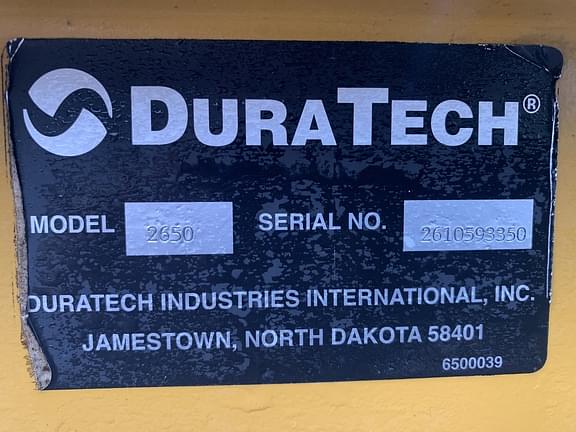 DURATECH®
MODEL 2650 SERIAL NO. 2610593350
DURATECH INDUSTRIES INTERNATIONAL, INC.
JAMESTOWN, NORTH DAKOTA 58401
6500039